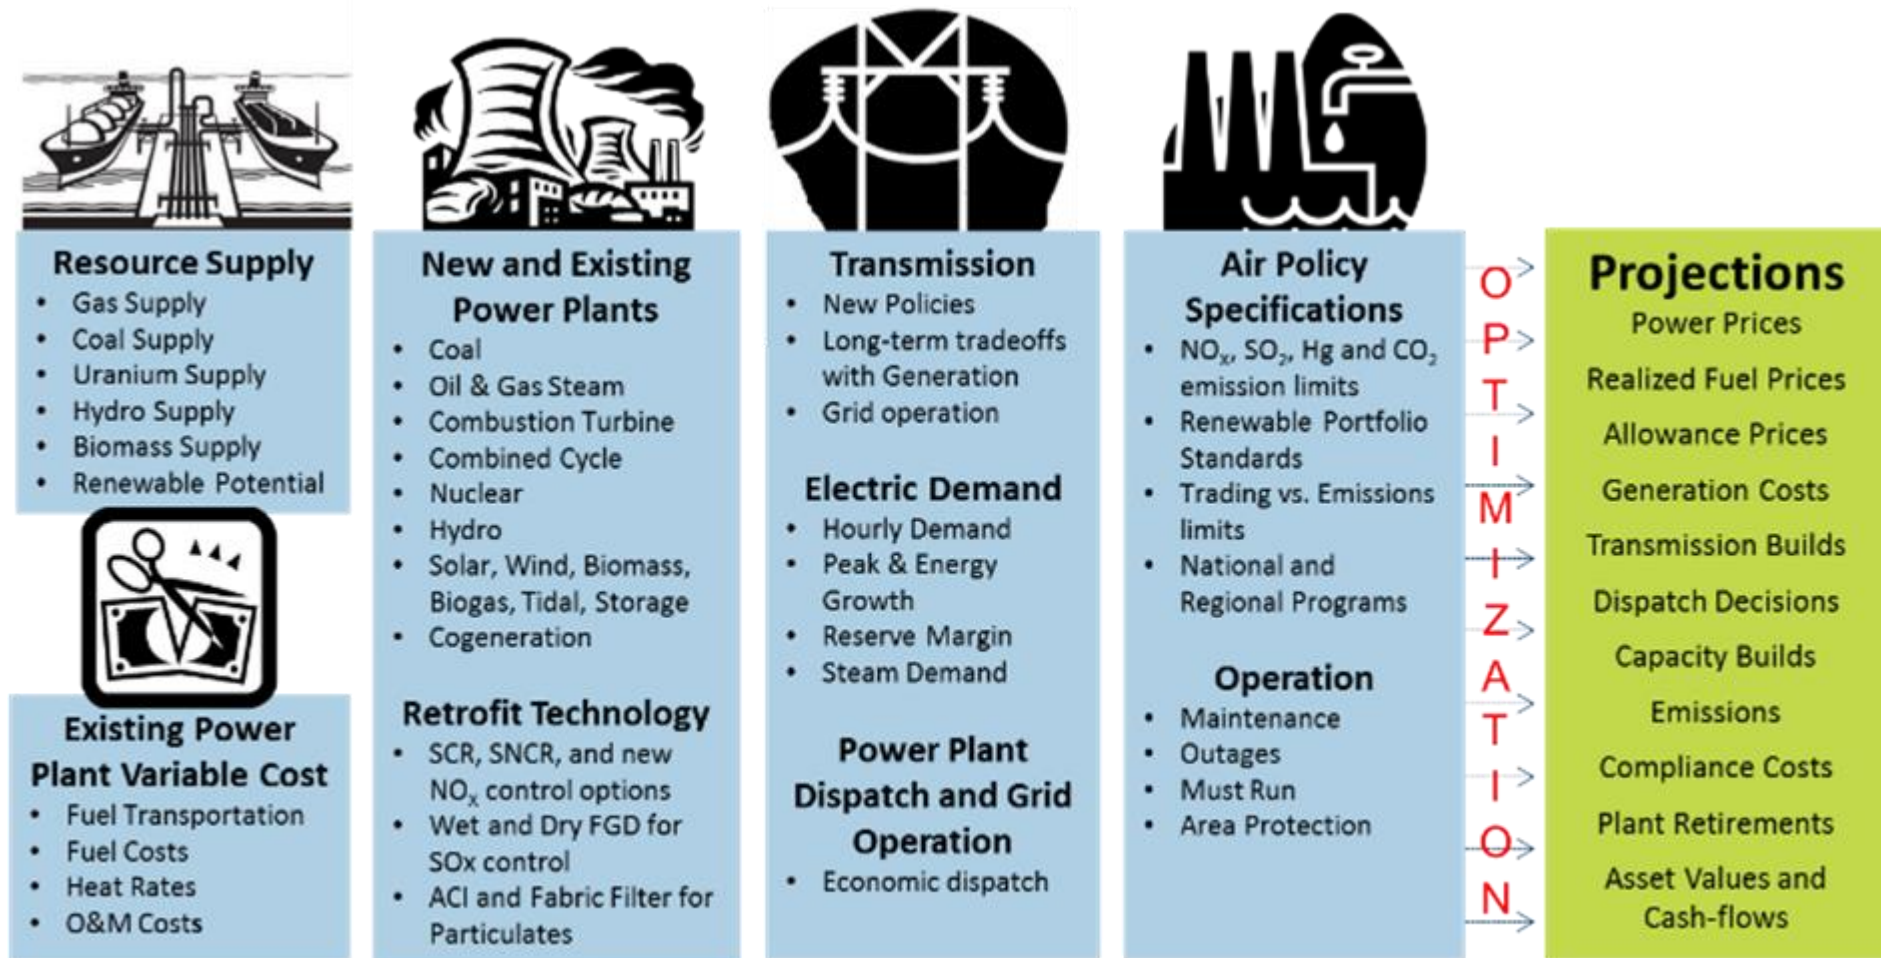 Resource Supply
• Gas Supply
• Coal Supply
• Uranium Supply
• Hydro Supply
• Biomass Supply
• Renewable Potential
Existing Power
Plant Variable Cost
• Fuel Transportation
• Fuel Costs
• Heat Rates
• O&M Costs
New and Existing
Power Plants
• Coal
• Oil & Gas Steam
• Combustion Turbine
• Combined Cycle
• Nuclear
• Hydro
• Solar, Wind, Biomass,
Biogas, Tidal, Storage
• Cogeneration
Retrofit Technology
• SCR, SNCR, and new
NOₓ control options
• Wet and Dry FGD for
SOx control
• ACI and Fabric Filter for
Particulates
Transmission
• New Policies
• Long-term tradeoffs
with Generation
• Grid operation
Electric Demand
• Hourly Demand
• Peak & Energy
Growth
• Reserve Margin
• Steam Demand
Power Plant
Dispatch and Grid
Operation
• Economic dispatch
Air Policy
Specifications
• NOₓ, SO₂, Hg and CO₂
emission limits
• Renewable Portfolio
Standards
• Trading vs. Emissions
limits
• National and
Regional Programs
Operation
• Maintenance
• Outages
• Must Run
• Area Protection
OPTIMIZATION
Projections
Power Prices
Realized Fuel Prices
Allowance Prices
Generation Costs
Transmission Builds
Dispatch Decisions
Capacity Builds
Emissions
Compliance Costs
Plant Retirements
Asset Values and
Cash-flows